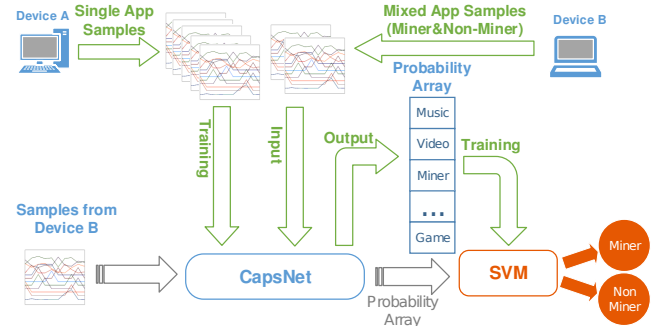 Device A
Single App
Samples
Mixed App Samples
(Miner&Non-Miner)
Device B
Probability
Array
Music
Video
Miner
...
Game
Training
Input
Output
Training
Samples from
Device B
CapsNet
Probability
Array
SVM
Miner
Non
Miner